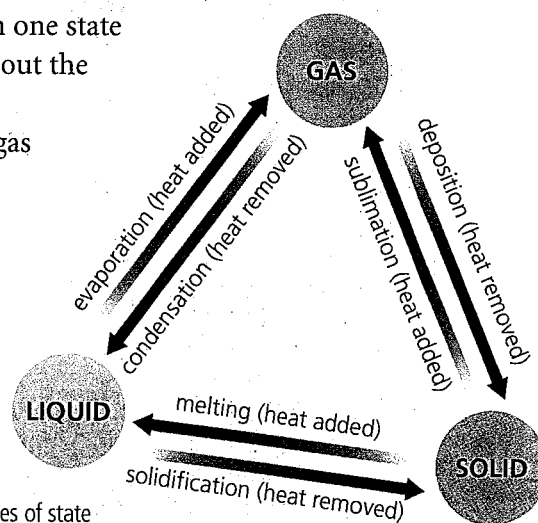 n one state
out the
gas
GAS
evaporation (heat added)
condensation (heat removed)
sublimation (heat added)
deposition (heat removed)
LIQUID
melting (heat added)
solidification (heat removed)
SOLID
es of state